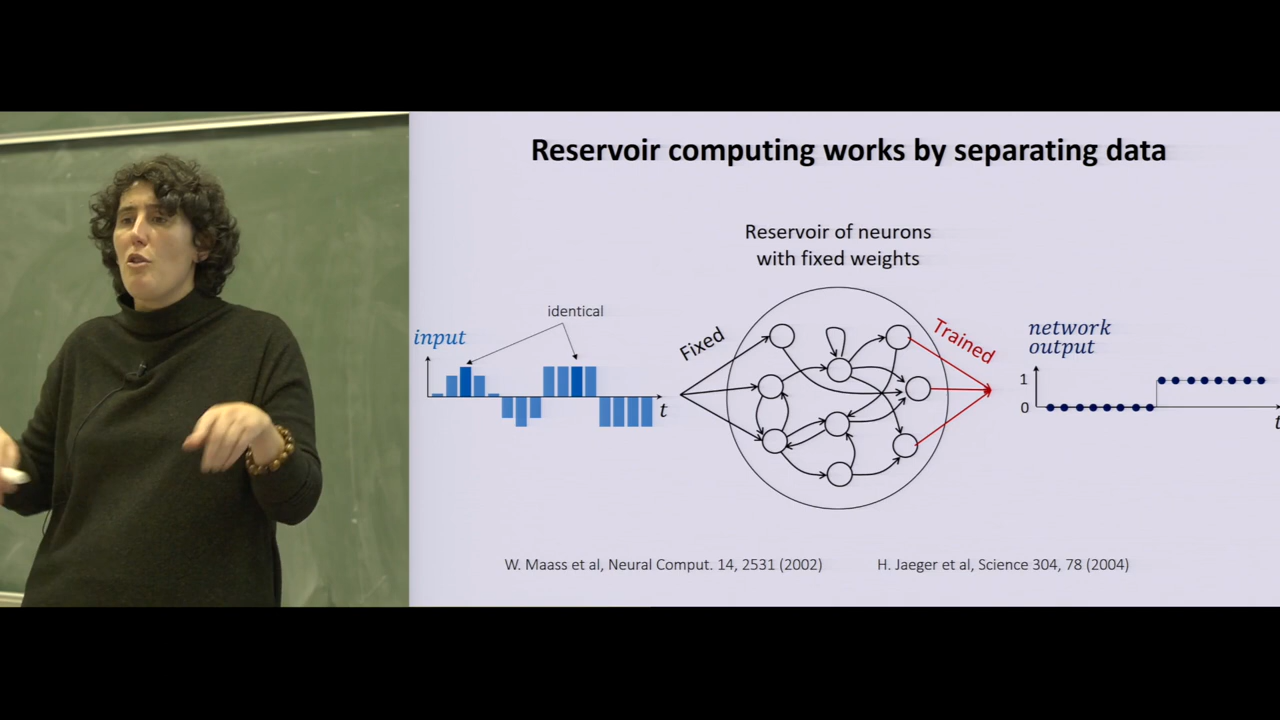 Reservoir computing works by separating data
Reservoir of neurons
with fixed weights
identical
input
t
Fixed
Trained
network
output
1
0
t
W. Maass et al, Neural Comput. 14, 2531 (2002)
H. Jaeger et al, Science 304, 78 (2004)